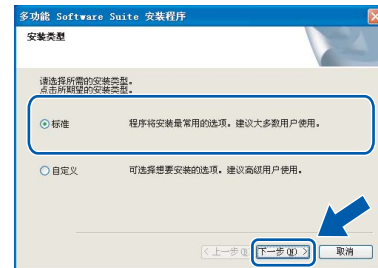 多功能 Software Suite 安装程序
安装类型
请选择所需的安装类型。
点击所期望的安装类型。
标准 程序将安装最常用的选项。建议大多数用户使用。
自定义 可选择想要安装的选项。建议高级用户使用。
<上一步(B) 下一步(N)> 取消